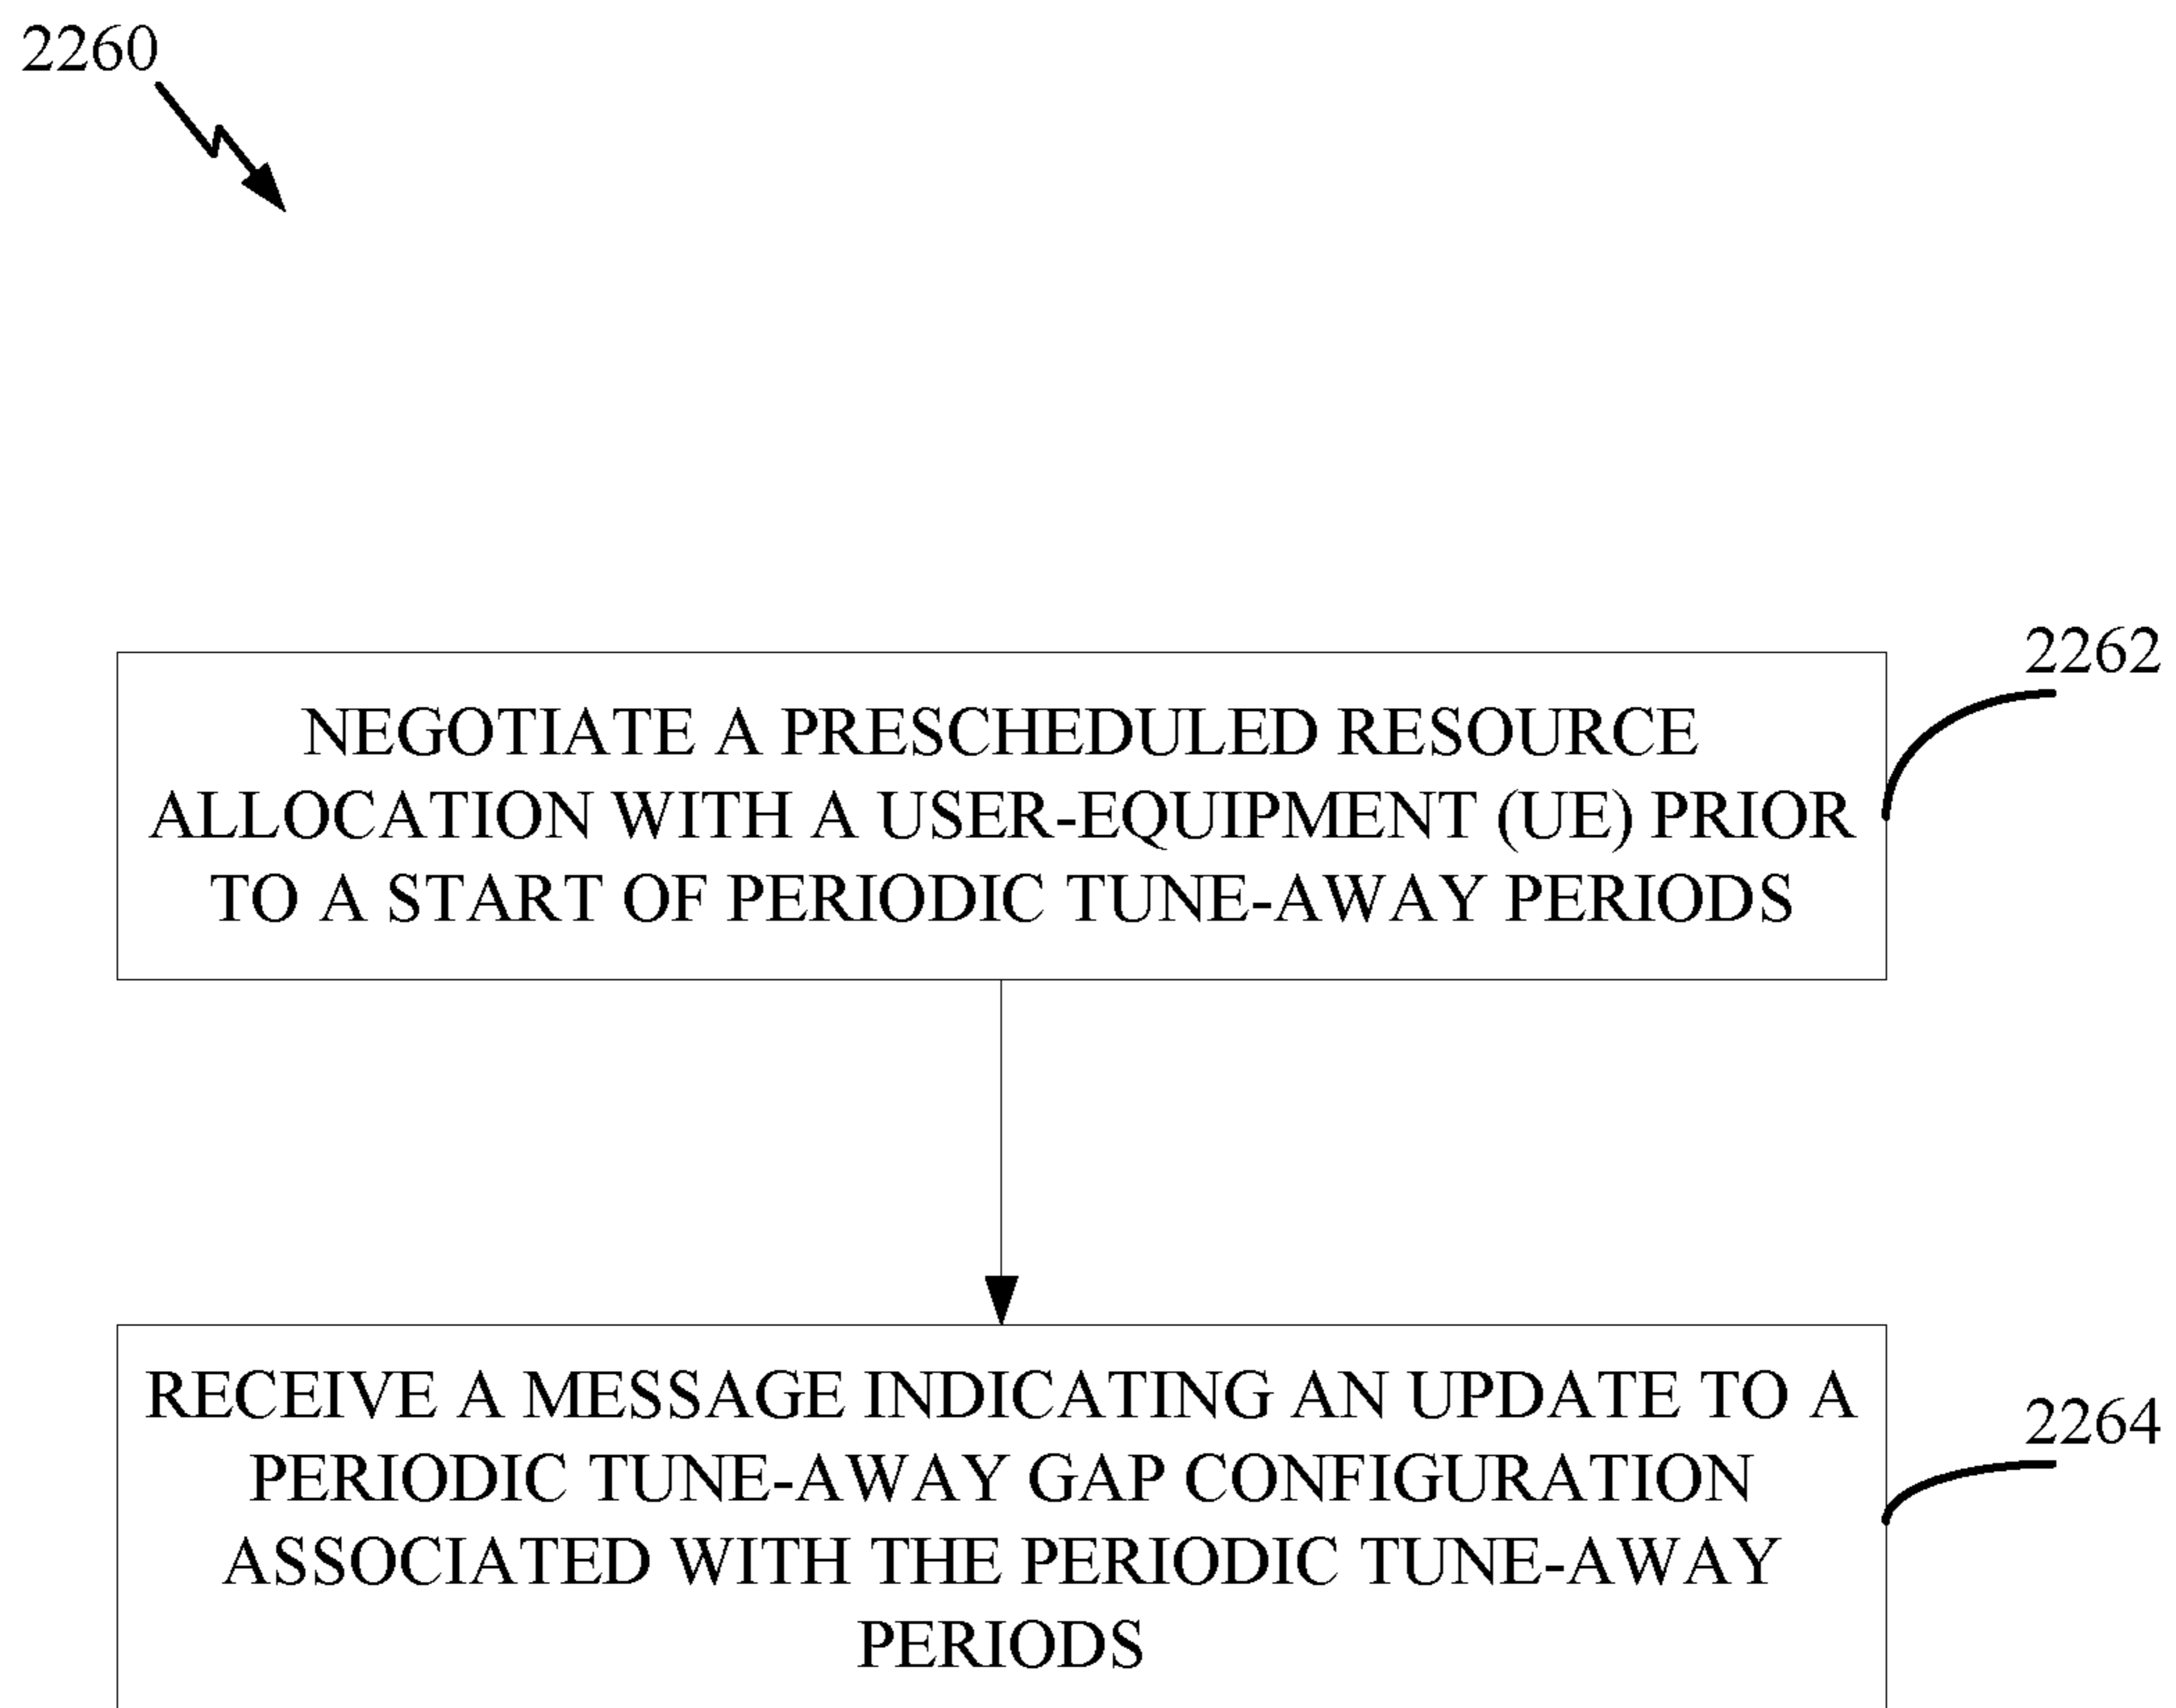 2260
2262
NEGOTIATE A PRESCHEDULED RESOURCE
ALLOCATION WITH A USER-EQUIPMENT (UE) PRIOR
TO A START OF PERIODIC TUNE-AWAY PERIODS
RECEIVE A MESSAGE INDICATING AN UPDATE TO A
2264
PERIODIC TUNE-AWAY GAP CONFIGURATION
ASSOCIATED WITH THE PERIODIC TUNE-AWAY
PERIODS